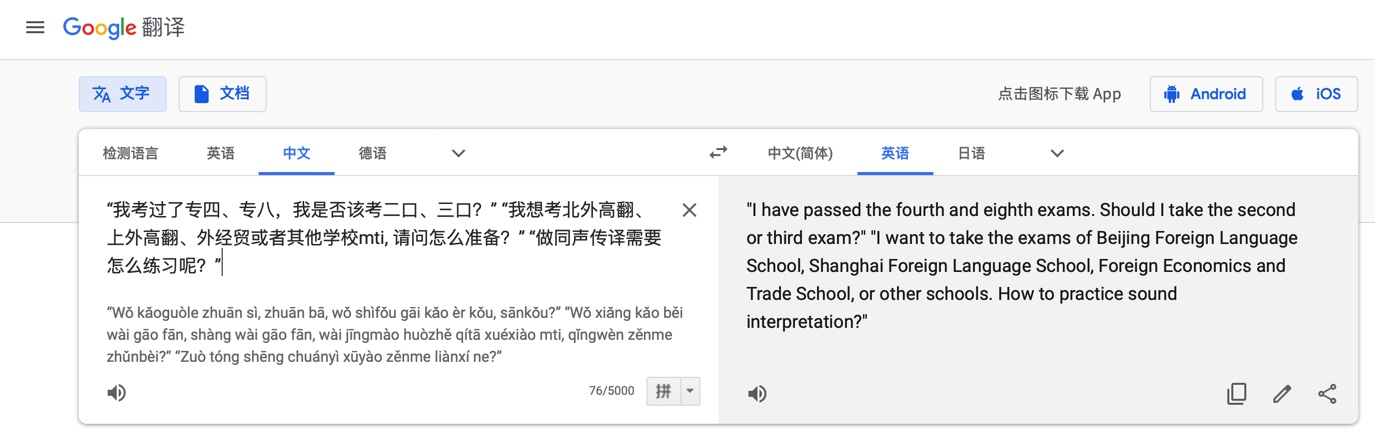 Google 翻译
文字
文档
点击图标下载 App
Android
iOS
检测语言
英语
中文
德语
中文(简体)
英语
日语
“我考过了专四、专八，我是否该考二口、三口？” “我想考北外高翻、
上外高翻、外经贸或者其他学校mti, 请问怎么准备？” “做同声传译需要
怎么练习呢？”
“Wǒ kǎoguòle zhuān sì, zhuān bā, wǒ shìfǒu gāi kǎo èr kǒu, sānkǒu?” “Wǒ xiǎng kǎo běi
wài gāo fān, shàng wài gāo fān, wài jīngmào huòzhě qítā xuéxiào mti, qǐngwèn zěnme
zhǔnbèi?” “Zuò tóng shēng chuányì xūyào zěnme liànxí ne?”
76/5000
拼
"I have passed the fourth and eighth exams. Should I take the second
or third exam?" "I want to take the exams of Beijing Foreign Language
School, Shanghai Foreign Language School, Foreign Economics and
Trade School, or other schools. How to practice sound
interpretation?"